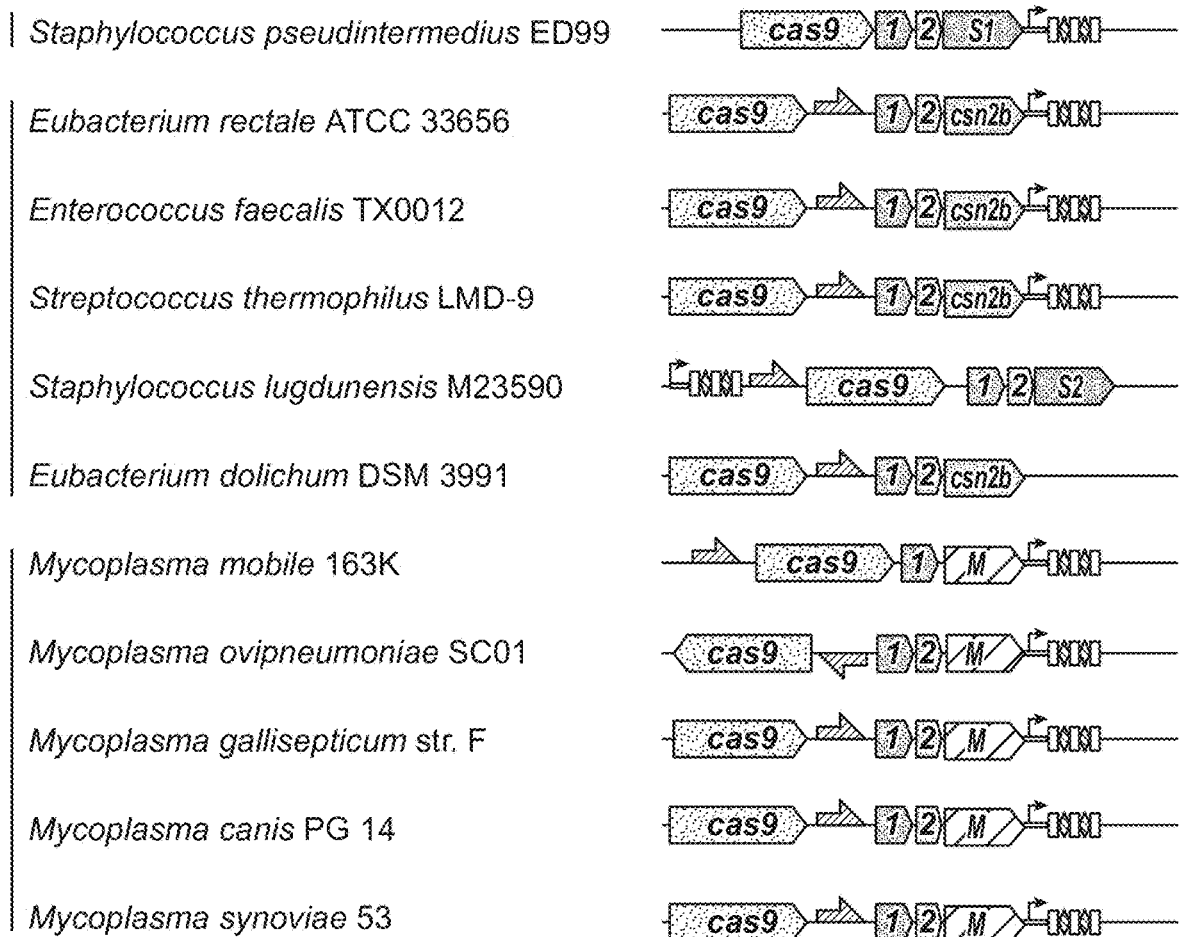 Staphylococcus pseudintermedius ED99 cas9 1 2 S1
Eubacterium rectale ATCC 33656 cas9 1 2 csn2b
Enterococcus faecalis TX0012 cas9 1 2 csn2b
Streptococcus thermophilus LMD-9 cas9 1 2 csn2b
Staphylococcus lugdunensis M23590 cas9 1 2 S2
Eubacterium dolichum DSM 3991 cas9 1 2 csn2b
Mycoplasma mobile 163K cas9 1 M
Mycoplasma ovipneumoniae SC01 cas9 1 2 M
Mycoplasma gallisepticum str. F cas9 1 2 M
Mycoplasma canis PG 14 cas9 1 2 M
Mycoplasma synoviae 53 cas9 1 2 M